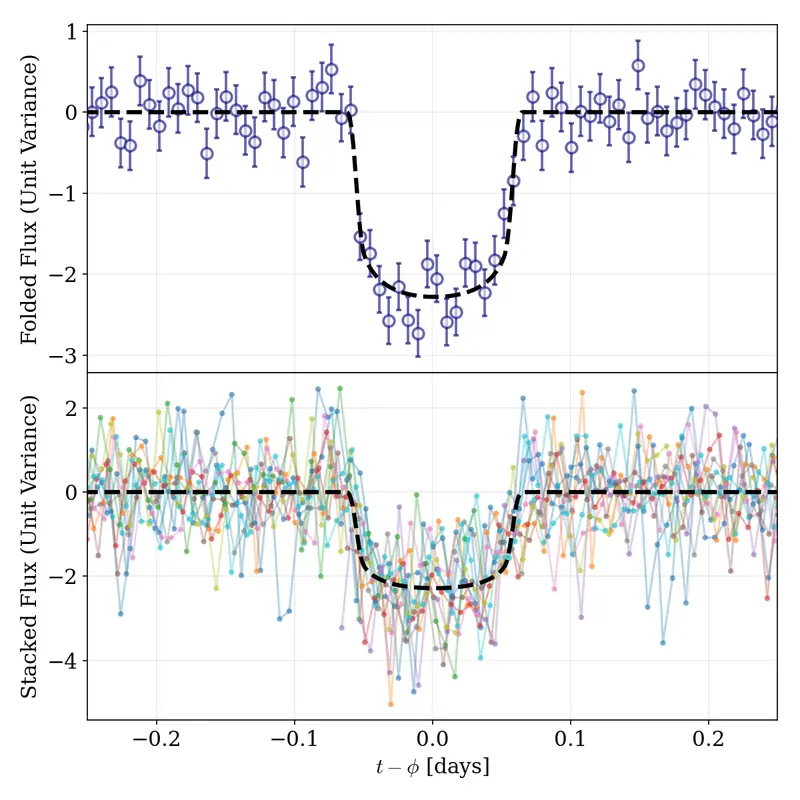 Folded Flux (Unit Variance)
1
0
−1
−2
−3
Stacked Flux (Unit Variance)
2
0
−2
−4
−0.2 −0.1 0.0 0.1 0.2
t − ϕ [days]